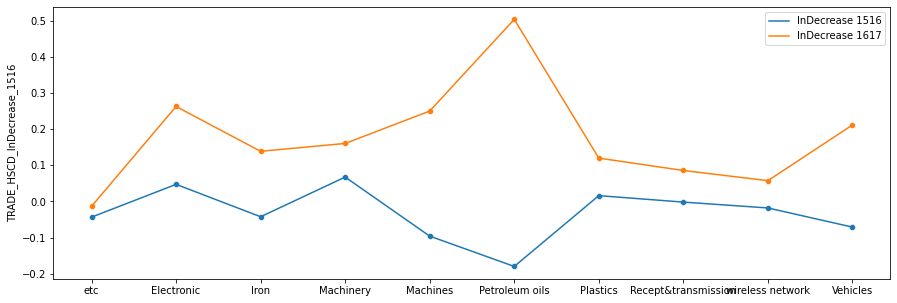 InDecrease 1516
InDecrease 1617
TRADE_HSCD_InDecrease_1516
0.5
0.4
0.3
0.2
0.1
0.0
−0.1
−0.2
etc Electronic Iron Machinery Machines Petroleum oils Plastics Recept&transmission wireless network Vehicles